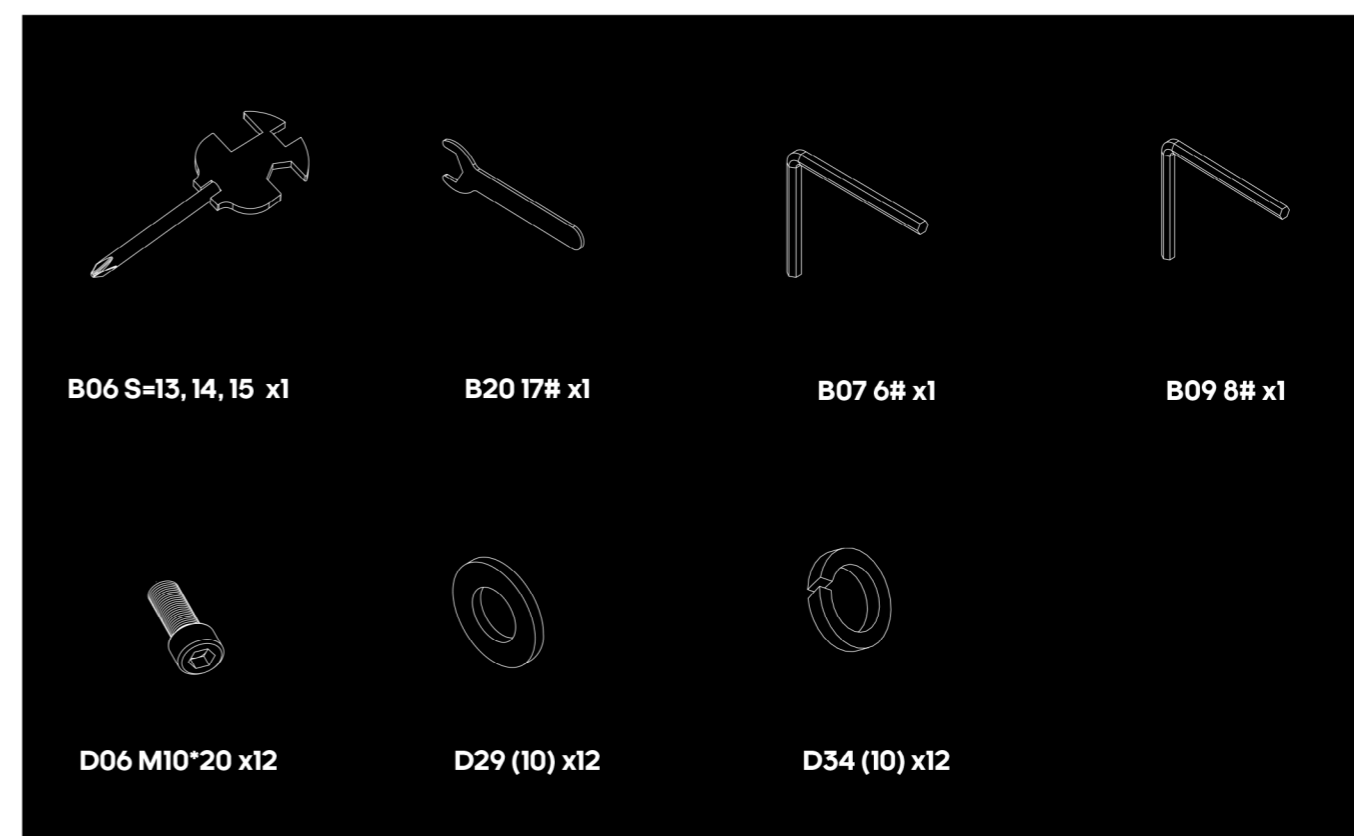 B06 S=13, 14, 15 x1
B20 17# x1
B07 6# x1
B09 8# x1
D06 M10*20 x12
D29 (10) x12
D34 (10) x12